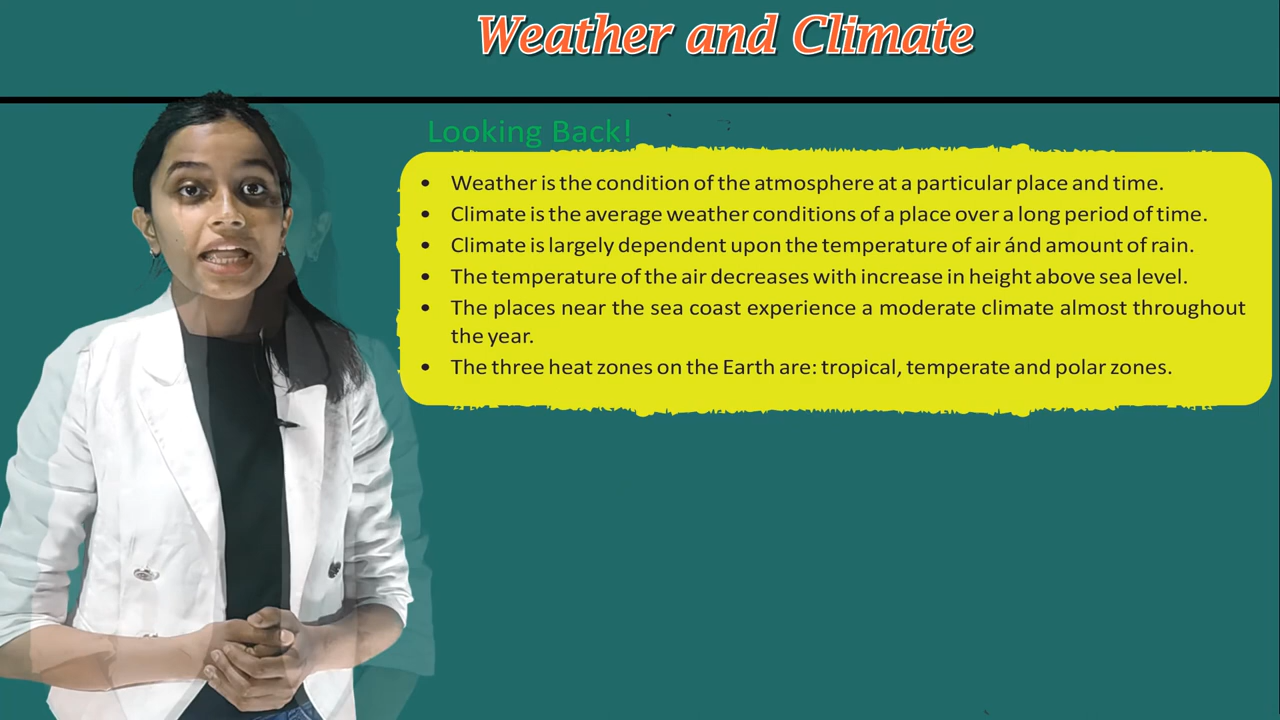 Weather and Climate
Looking Back!
• Weather is the condition of the atmosphere at a particular place and time.
• Climate is the average weather conditions of a place over a long period of time.
• Climate is largely dependent upon the temperature of air ánd amount of rain.
• The temperature of the air decreases with increase in height above sea level.
• The places near the sea coast experience a moderate climate almost throughout
the year.
• The three heat zones on the Earth are: tropical, temperate and polar zones.